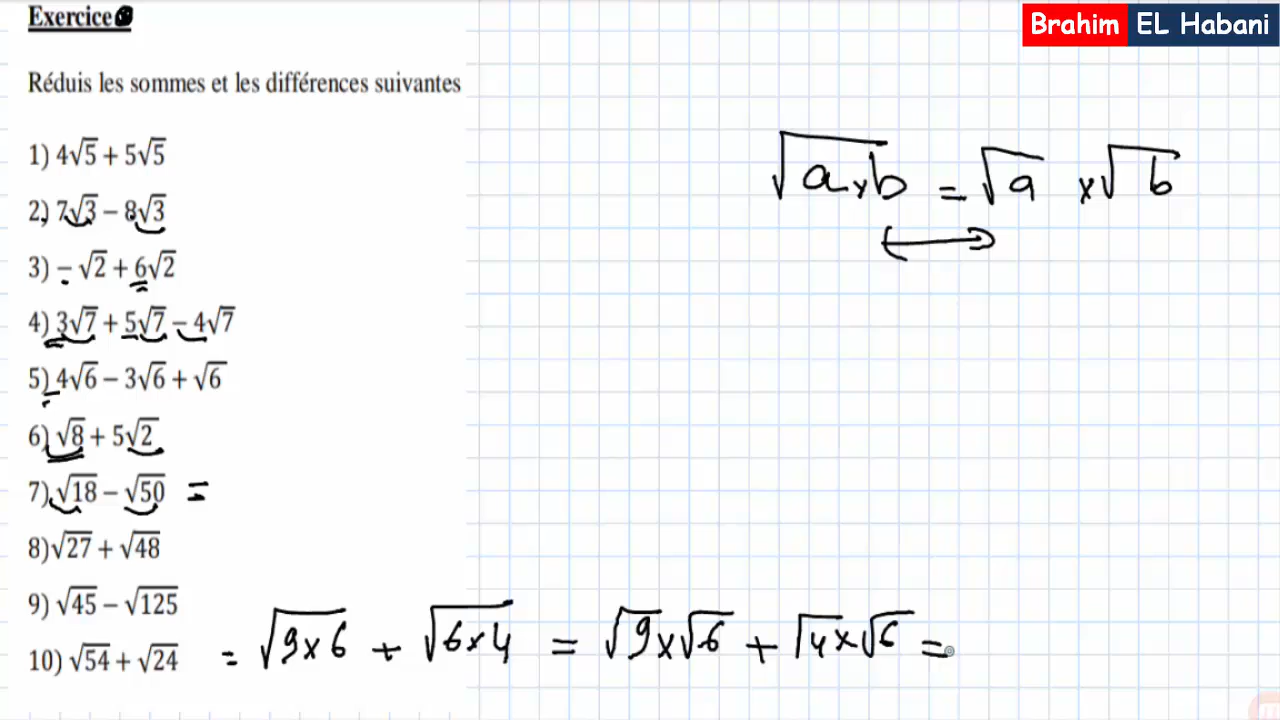 Exercice
Brahim EL Habani
Réduis les sommes et les différences suivantes
1) 4√5 + 5√5
2) 7√3 − 8√3
3) − √2 + 6√2
4) 3√7 + 5√7 − 4√7
5) 4√6 − 3√6 + √6
6) √8 + 5√2
7) √18 − √50 =
8)√27 + √48
9) √45 − √125
10) √54 + √24 = √(9×6) + √(6×4) = √9×√6 + √4×√6 =
√(a×b) = √a ×√b